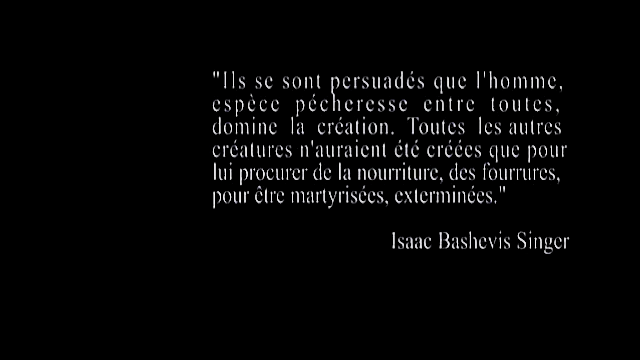 "Ils se sont persuadés que l'homme,
espèce pécheresse entre toutes,
domine la création. Toutes les autres
créatures n'auraient été créées que pour
lui procurer de la nourriture, des fourrures,
pour être martyrisées, exterminées."
Isaac Bashevis Singer